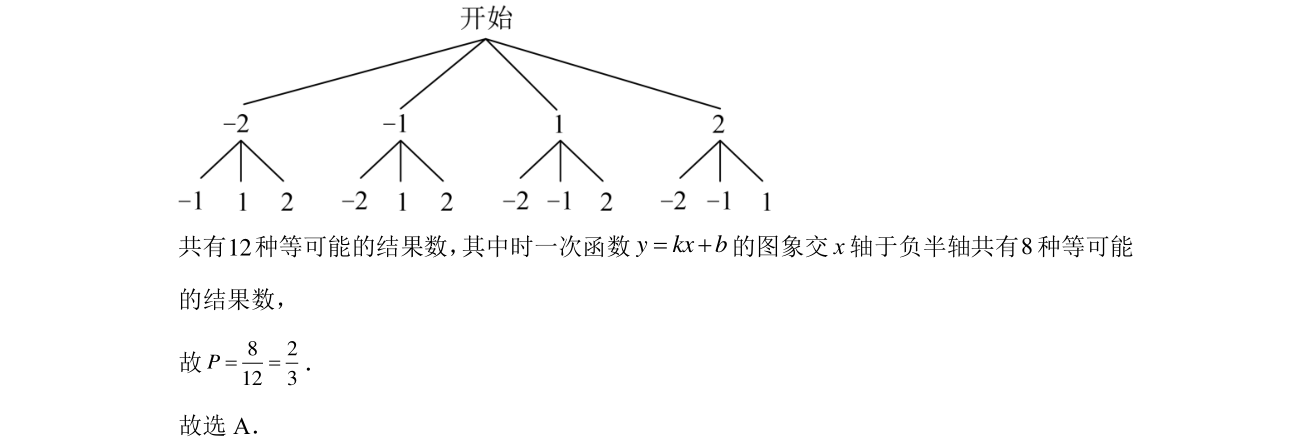 开始
-2 -1 1 2
-1 1 2 -2 1 2 -2 -1 2 -2 -1 1
共有12种等可能的结果数，其中时一次函数 y=kx+b 的图象交 x 轴于负半轴共有8种等可能
的结果数，
故 P = 8/12 = 2/3 .
故选 A.